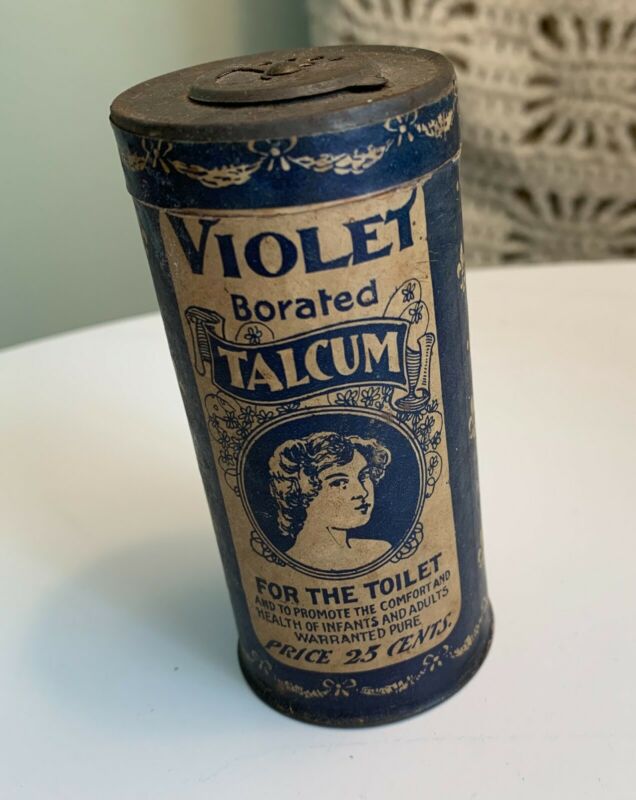 VIOLET
Borated
TALCUM
FOR THE TOILET
AND TO PROMOTE THE COMFORT AND
HEALTH OF INFANTS AND ADULTS
WARRANTED PURE
PRICE 25 CENTS.